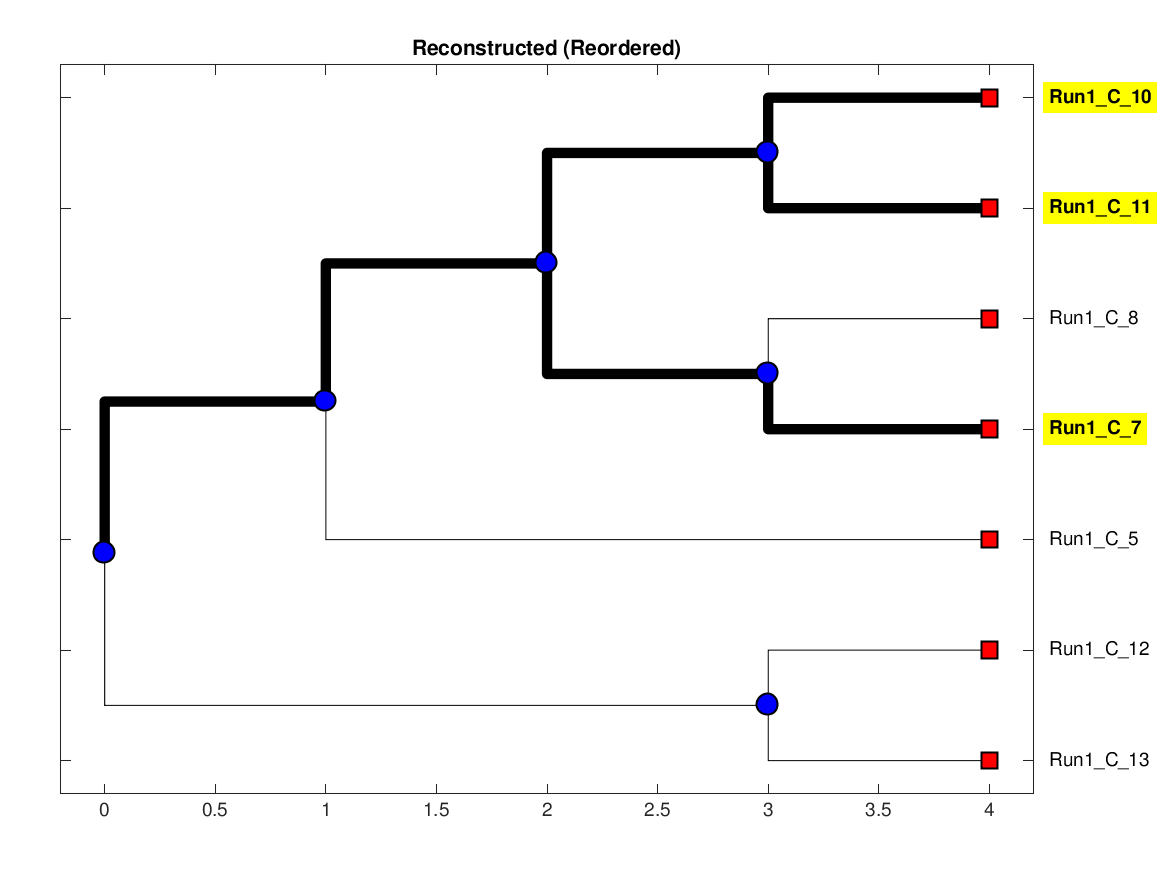 Reconstructed (Reordered)
Run1_C_10
Run1_C_11
Run1_C_8
Run1_C_7
Run1_C_5
Run1_C_12
Run1_C_13
0 0.5 1 1.5 2 2.5 3 3.5 4